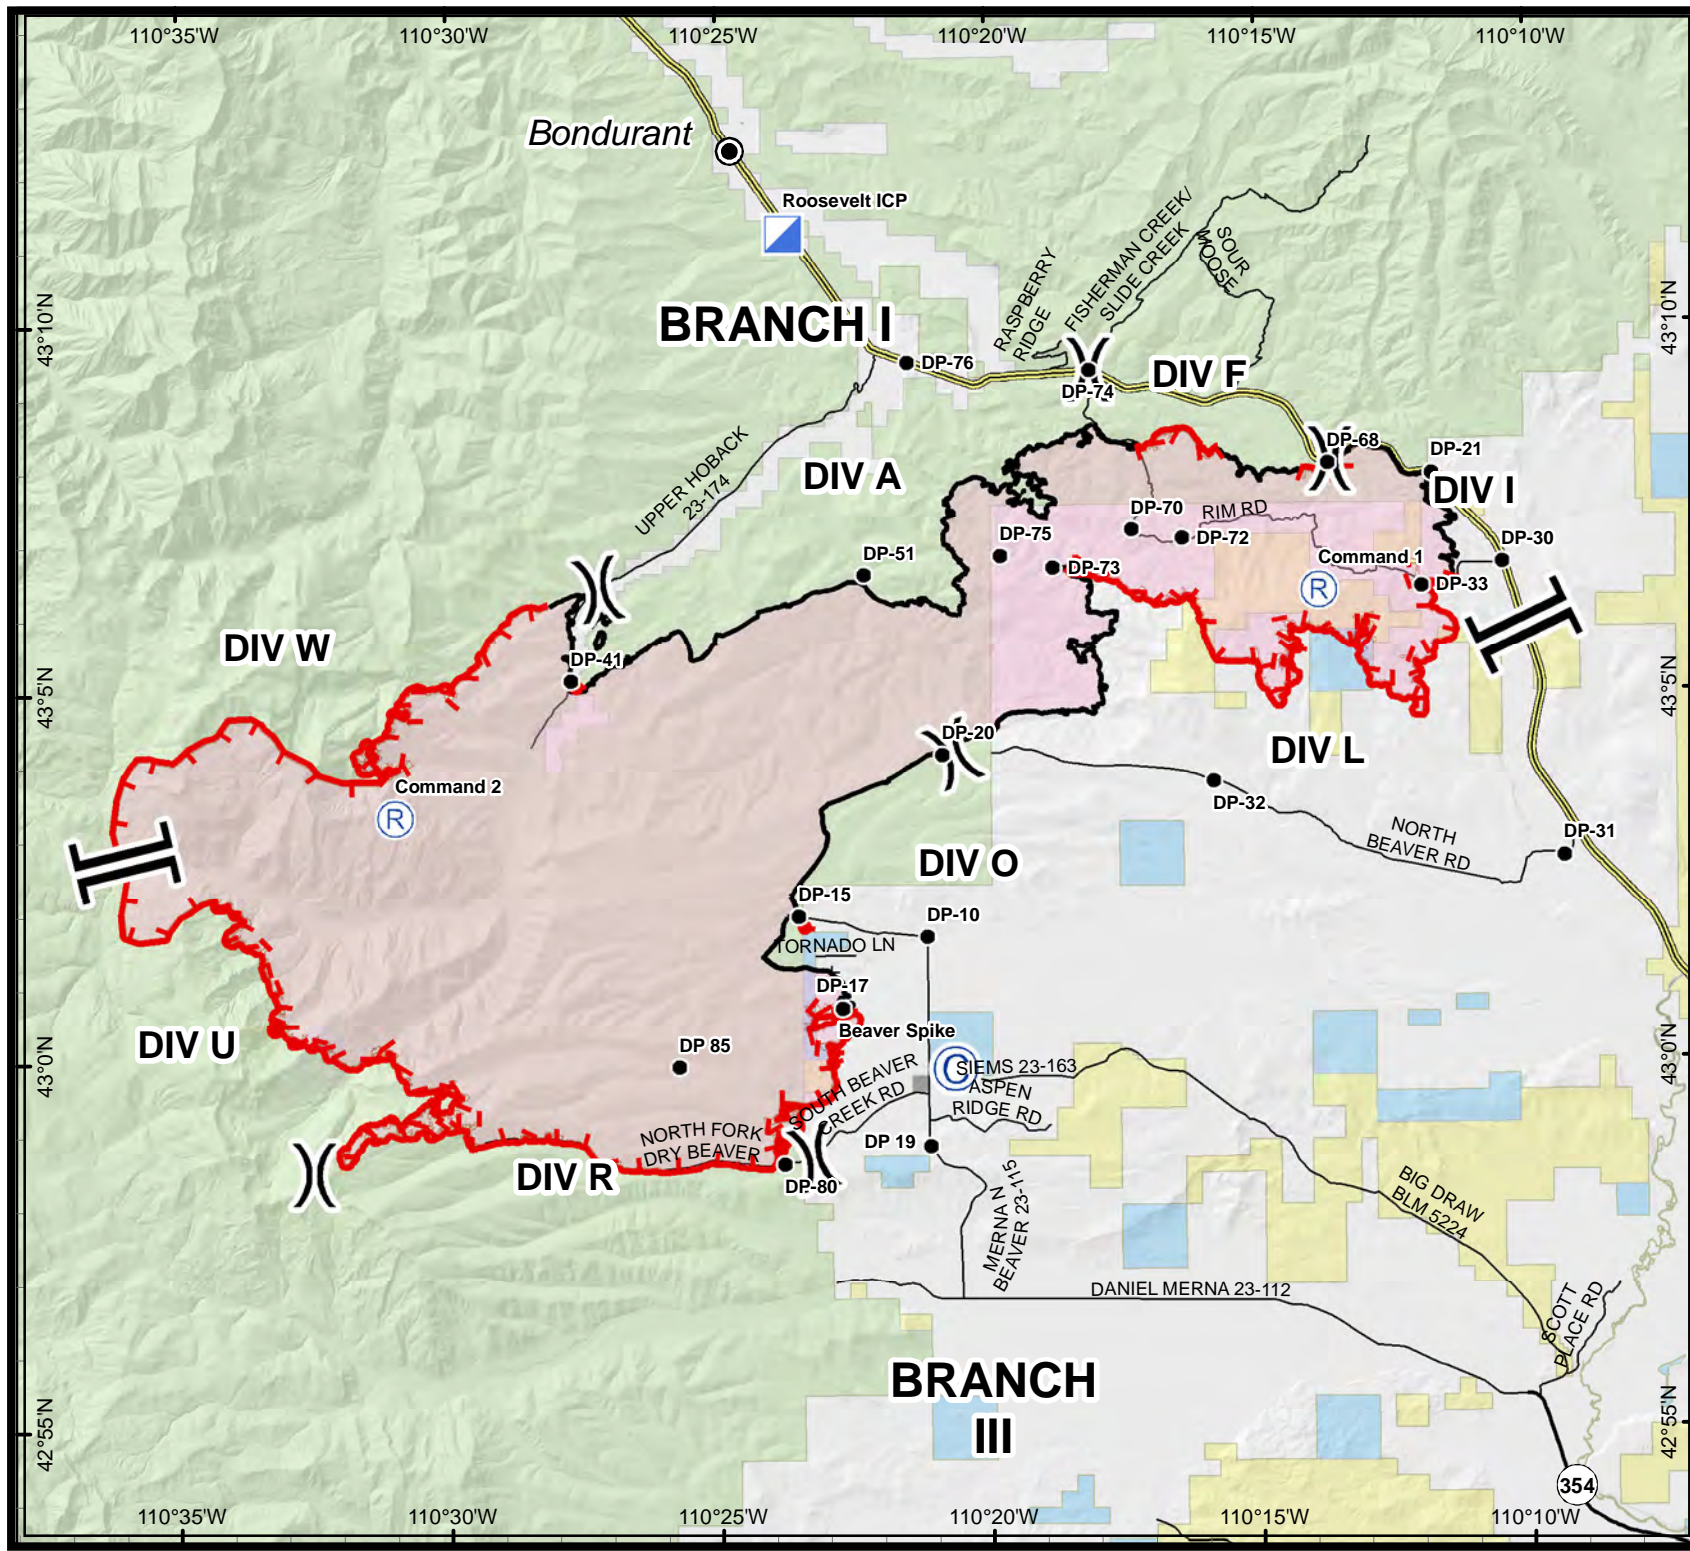 110°35'W
110°30'W
110°25'W
110°20'W
110°15'W
110°10'W
Bondurant
Roosevelt ICP
FISHERMAN CREEK/
SLIDE CREEK
SOUR
MOOSE
RASPBERRY
RIDGE
43°10'N
43°10'N
BRANCH I
DP-76
DIV F
DP-74
DP-68
DP-21
UPPER HOBACK
23-174
DIV A
DIV I
DP-70
RIM RD
DP-75
DP-72
DP-30
DP-51
Command 1
DP-73
DP-33
DIV W
DP-41
43°5'N
43°5'N
DP-20
DIV L
Command 2
DP-32
NORTH
BEAVER RD
DP-31
DIV O
DP-15
DP-10
TORNADO LN
DP-17
Beaver Spike
DIV U
DP 85
43°0'N
43°0'N
SIEMS 23-163
ASPEN
RIDGE RD
SOUTH BEAVER
CREEK RD
NORTH FORK
DRY BEAVER
DP 19
DIV R
DP-80
MERNA N
BEAVER 23-115
BIG DRAW
BLM 5224
DANIEL MERNA 23-112
SCOTT
PLACE RD
BRANCH
III
42°55'N
42°55'N
354
R
R
C
110°35'W
110°30'W
110°25'W
110°20'W
110°15'W
110°10'W